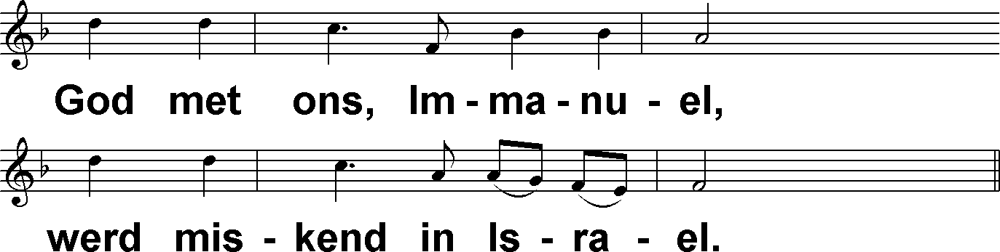 God met ons, Im - ma - nu - el,
werd mis - kend in Is - ra - el.